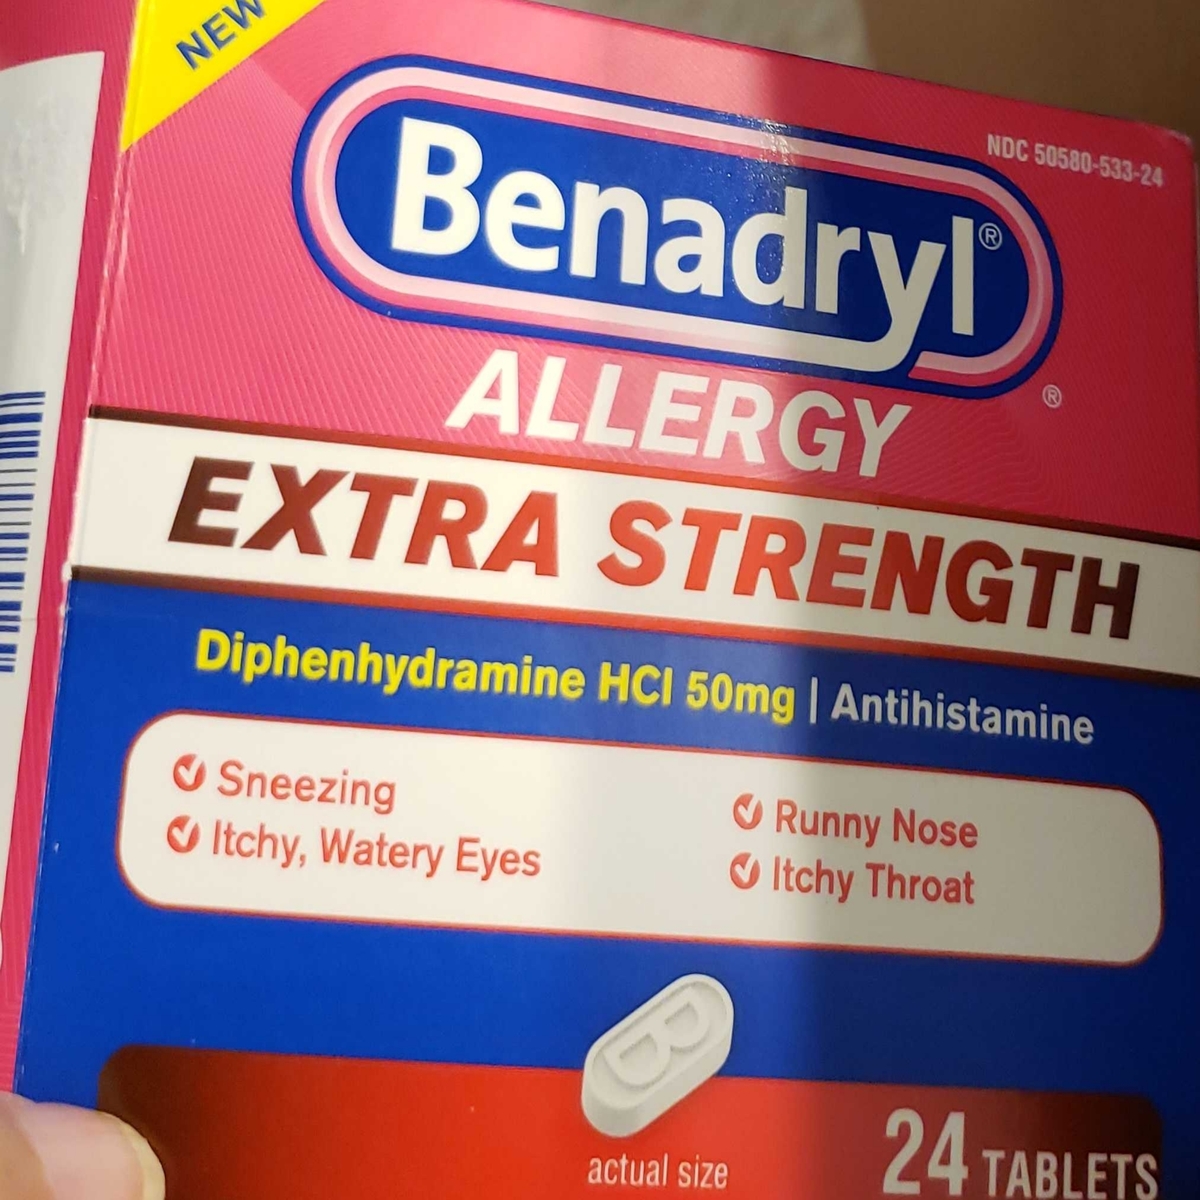 NEW
NDC 50580-533-24
Benadryl®
ALLERGY ®
EXTRA STRENGTH
Diphenhydramine HCl 50mg | Antihistamine
Sneezing
Itchy, Watery Eyes
Runny Nose
Itchy Throat
B
actual size
24 TABLETS